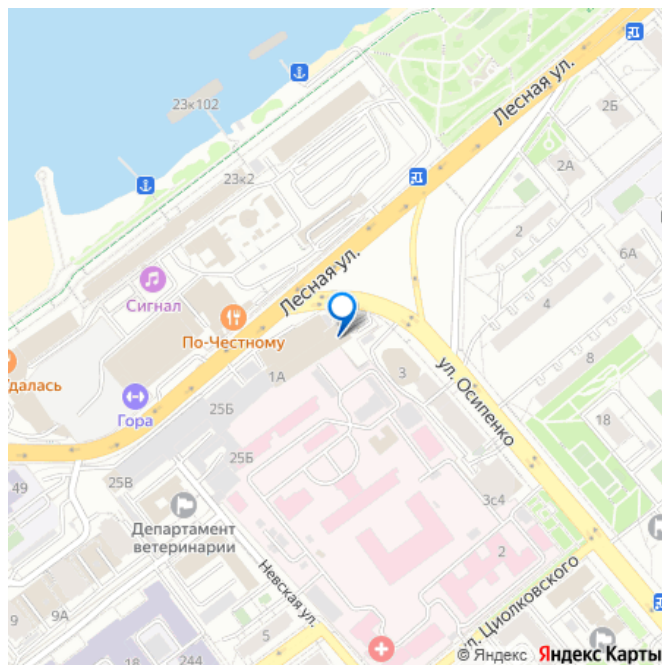 Лесная ул.
23к102
2Б
2А
23к2
Лесная ул.
2
6А
Сигнал
По-Честному
4
Удалась
8
ул. Осипенко
3
1А
Гора
25Б
18
25Б
49
25В
3с4
Департамент
ветеринарии
2
Невская ул.
ул. Циолковского
9
9А
5
18
244
© Яндекс Яндекс Карты